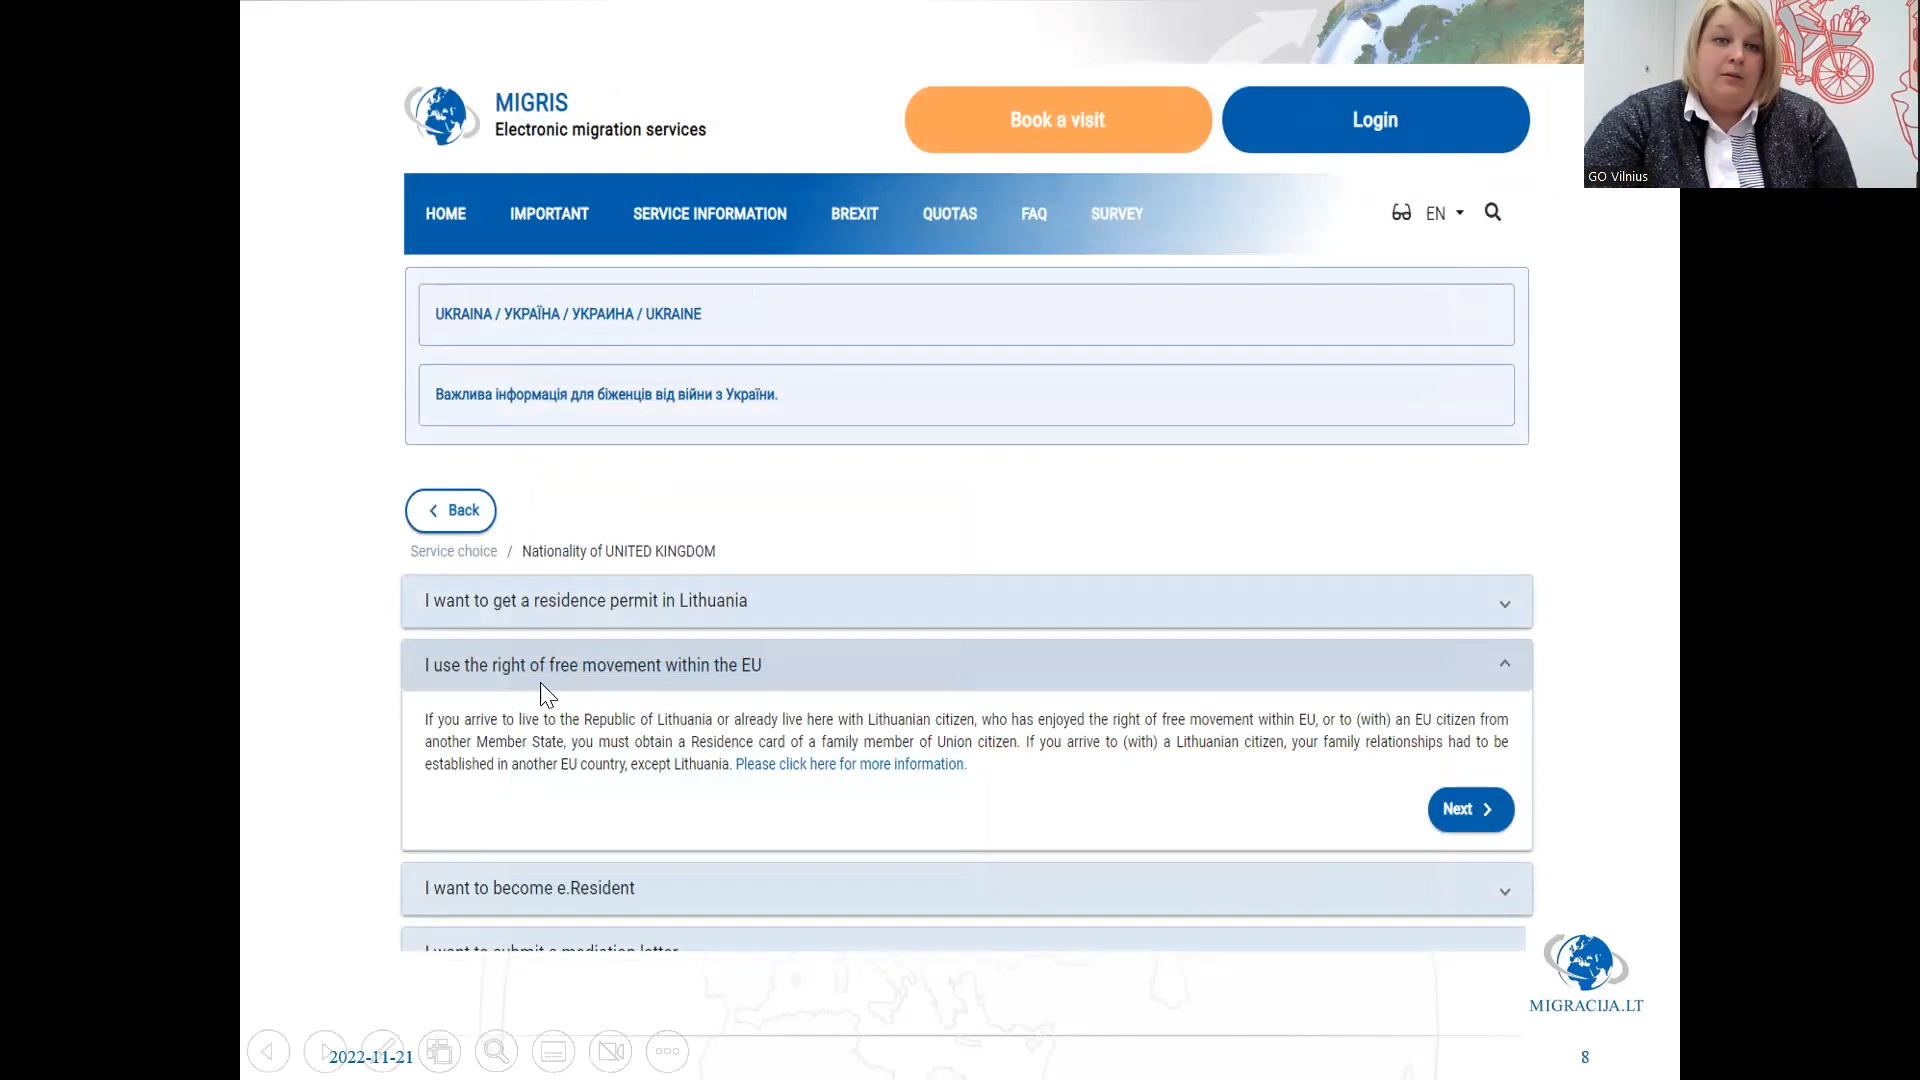 MIGRIS
Electronic migration services
Book a visit
Login
GO Vilnius
HOME IMPORTANT SERVICE INFORMATION BREXIT QUOTAS FAQ SURVEY EN
UKRAINA / УКРАЇНА / УКРАИНА / UKRAINE
Важлива інформація для біженців від війни з України.
Back
Service choice / Nationality of UNITED KINGDOM
I want to get a residence permit in Lithuania
I use the right of free movement within the EU
If you arrive to live to the Republic of Lithuania or already live here with Lithuanian citizen, who has enjoyed the right of free movement within EU, or to (with) an EU citizen from
another Member State, you must obtain a Residence card of a family member of Union citizen. If you arrive to (with) a Lithuanian citizen, your family relationships had to be
established in another EU country, except Lithuania. Please click here for more information.
Next
I want to become e.Resident
I want to submit a mediation letter
MIGRACIJA.LT
2022-11-21
8